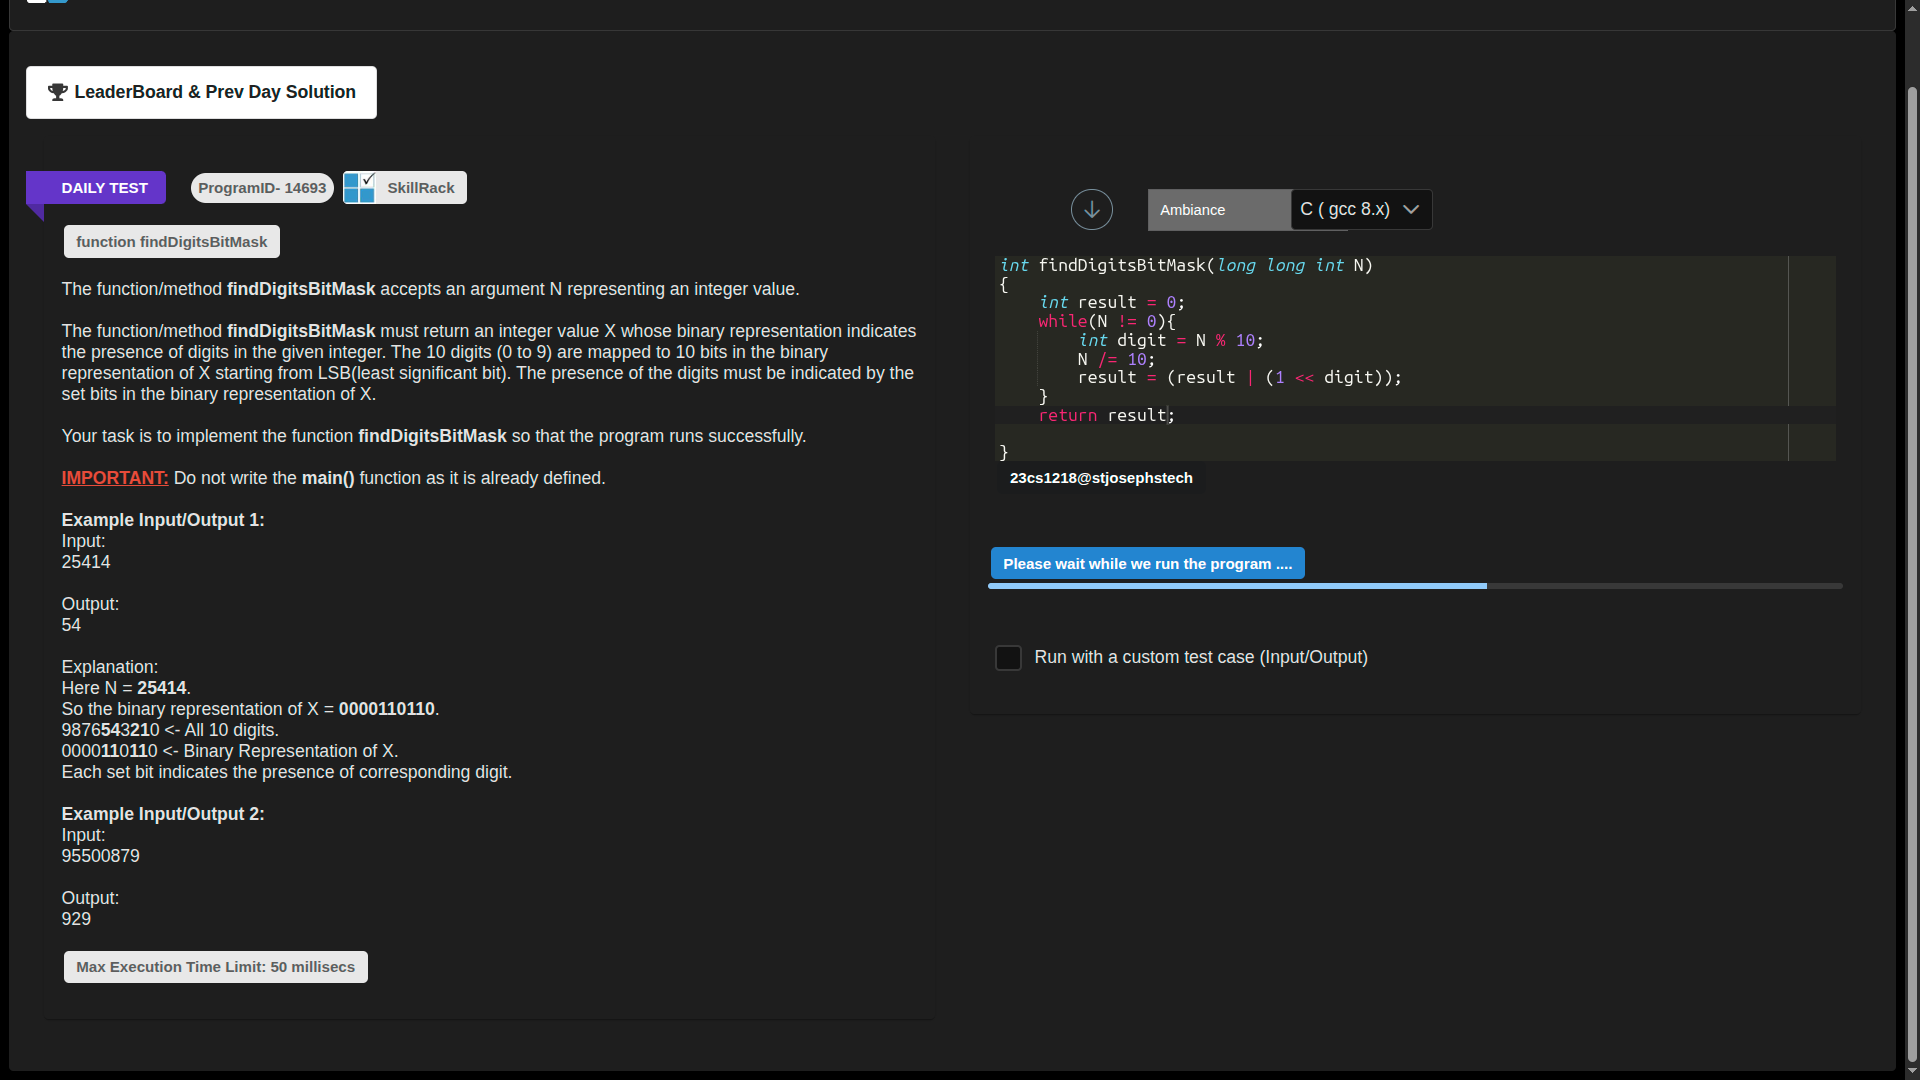 LeaderBoard & Prev Day Solution
DAILY TEST
ProgramID- 14693
SkillRack
function findDigitsBitMask
The function/method findDigitsBitMask accepts an argument N representing an integer value.
The function/method findDigitsBitMask must return an integer value X whose binary representation indicates
the presence of digits in the given integer. The 10 digits (0 to 9) are mapped to 10 bits in the binary
representation of X starting from LSB(least significant bit). The presence of the digits must be indicated by the
set bits in the binary representation of X.
Your task is to implement the function findDigitsBitMask so that the program runs successfully.
IMPORTANT: Do not write the main() function as it is already defined.
Example Input/Output 1:
Input:
25414
Output:
54
Explanation:
Here N = 25414.
So the binary representation of X = 0000110110.
9876543210 <- All 10 digits.
0000110110 <- Binary Representation of X.
Each set bit indicates the presence of corresponding digit.
Example Input/Output 2:
Input:
95500879
Output:
929
Max Execution Time Limit: 50 millisecs
Ambiance
C ( gcc 8.x)
int findDigitsBitMask(long long int N)
{
    int result = 0;
    while(N != 0){
        int digit = N % 10;
        N /= 10;
        result = (result | (1 << digit));
    }
    return result;
}
23cs1218@stjosephstech
Please wait while we run the program ....
Run with a custom test case (Input/Output)